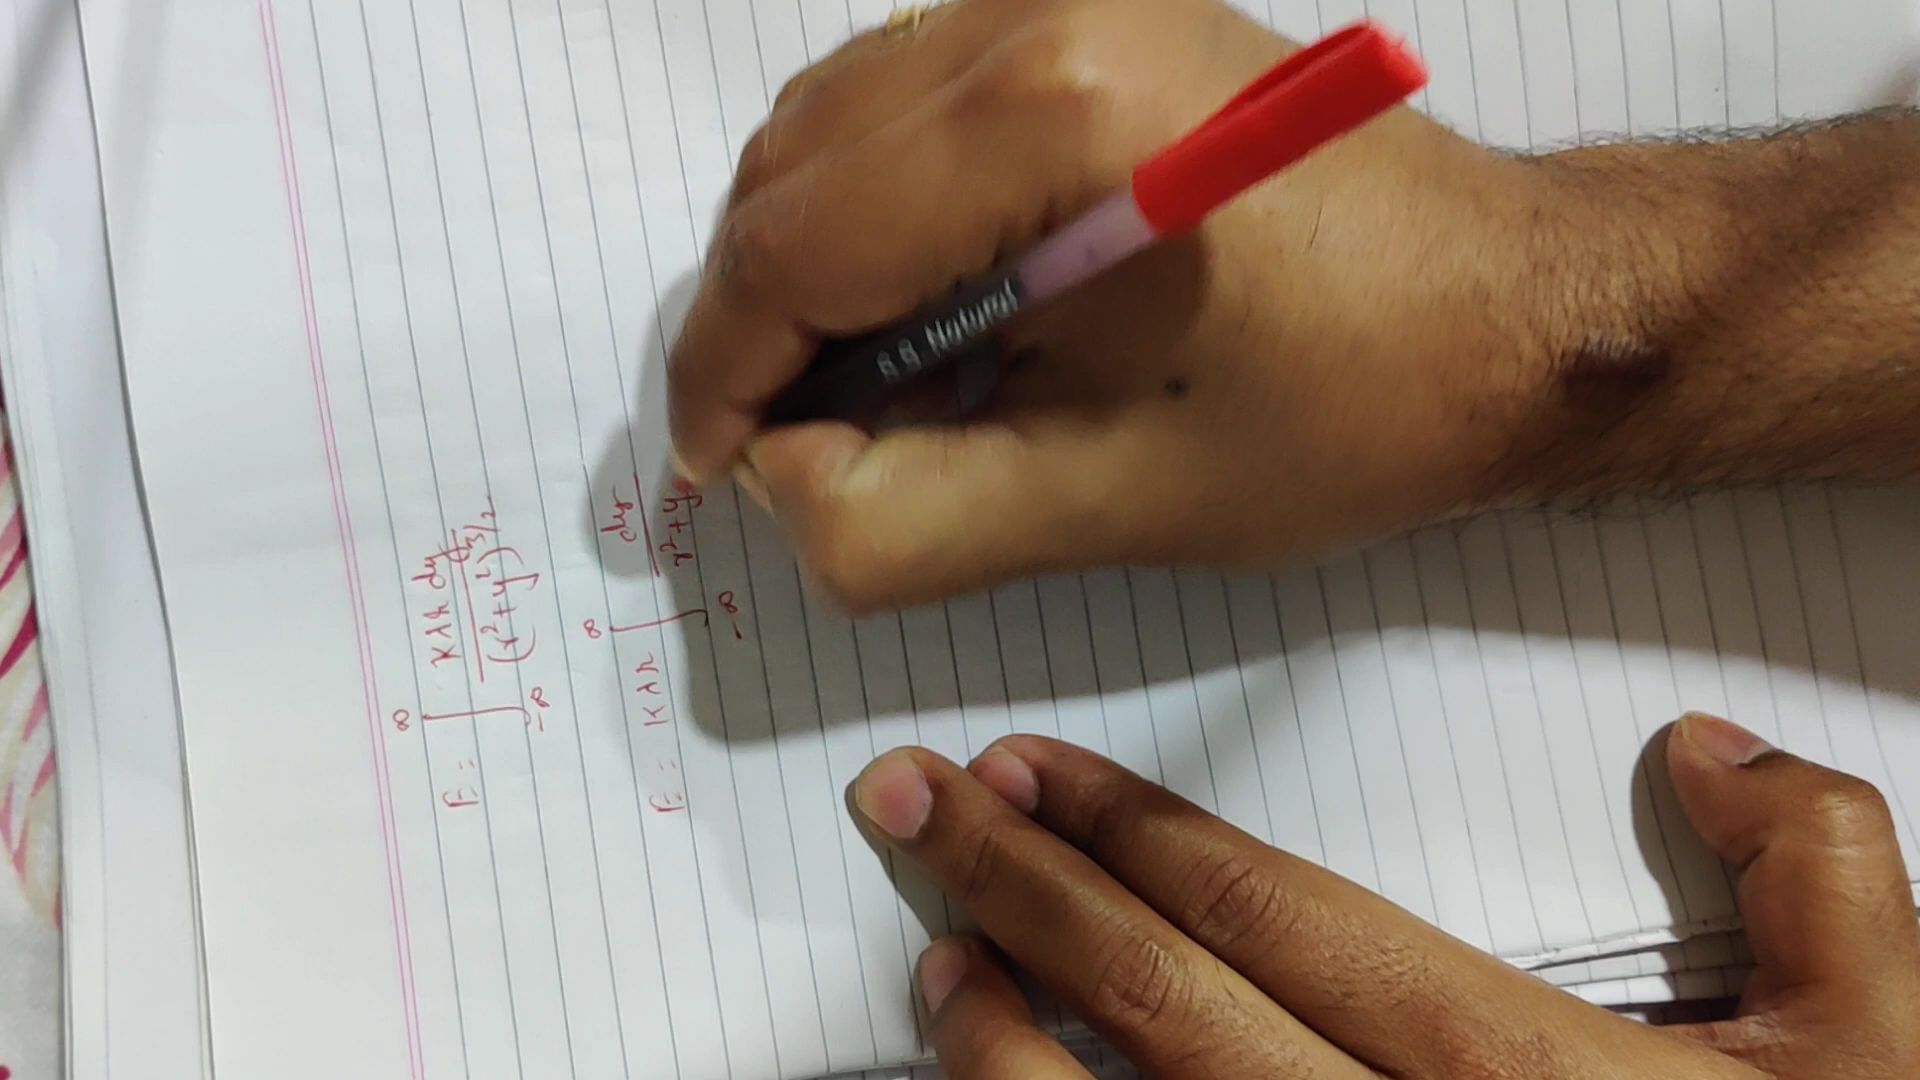 ∞
E = ∫ Kλr dy / (r²+y²)^3/2
-∞
∞
E = Kλr ∫ dy / r²+y
-∞
B.B. Natural